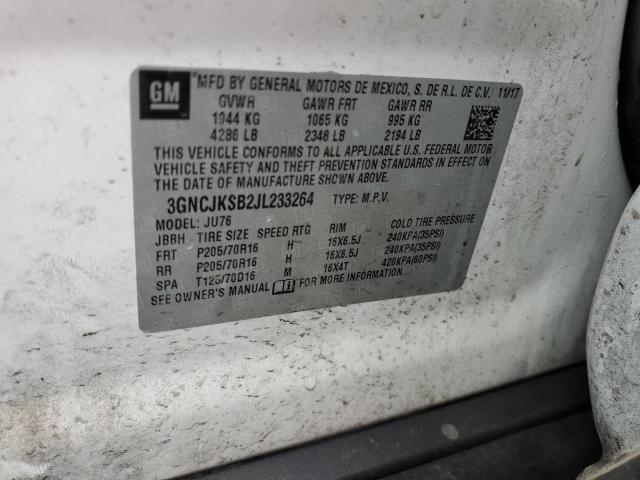 GM
MFD BY GENERAL MOTORS DE MEXICO, S. DE R.L. DE C.V. 11/17
GVWR GAWR FRT GAWR RR
1944 KG 1065 KG 995 KG
4286 LB 2348 LB 2194 LB
THIS VEHICLE CONFORMS TO ALL APPLICABLE U.S. FEDERAL MOTOR
VEHICLE SAFETY AND THEFT PREVENTION STANDARDS IN EFFECT ON
THE DATE OF MANUFACTURE SHOWN ABOVE.
3GNCJKSB2JL233264 TYPE: M.P.V.
MODEL: JU76
JBBH TIRE SIZE SPEED RTG RIM COLD TIRE PRESSURE
FRT P205/70R16 H 16X6.5J 240KPA(35PSI)
RR P205/70R16 H 16X6.5J 240KPA(35PSI)
SPA T125/70D16 M 16X4T 420KPA(60PSI)
SEE OWNER'S MANUAL FOR MORE INFORMATION.